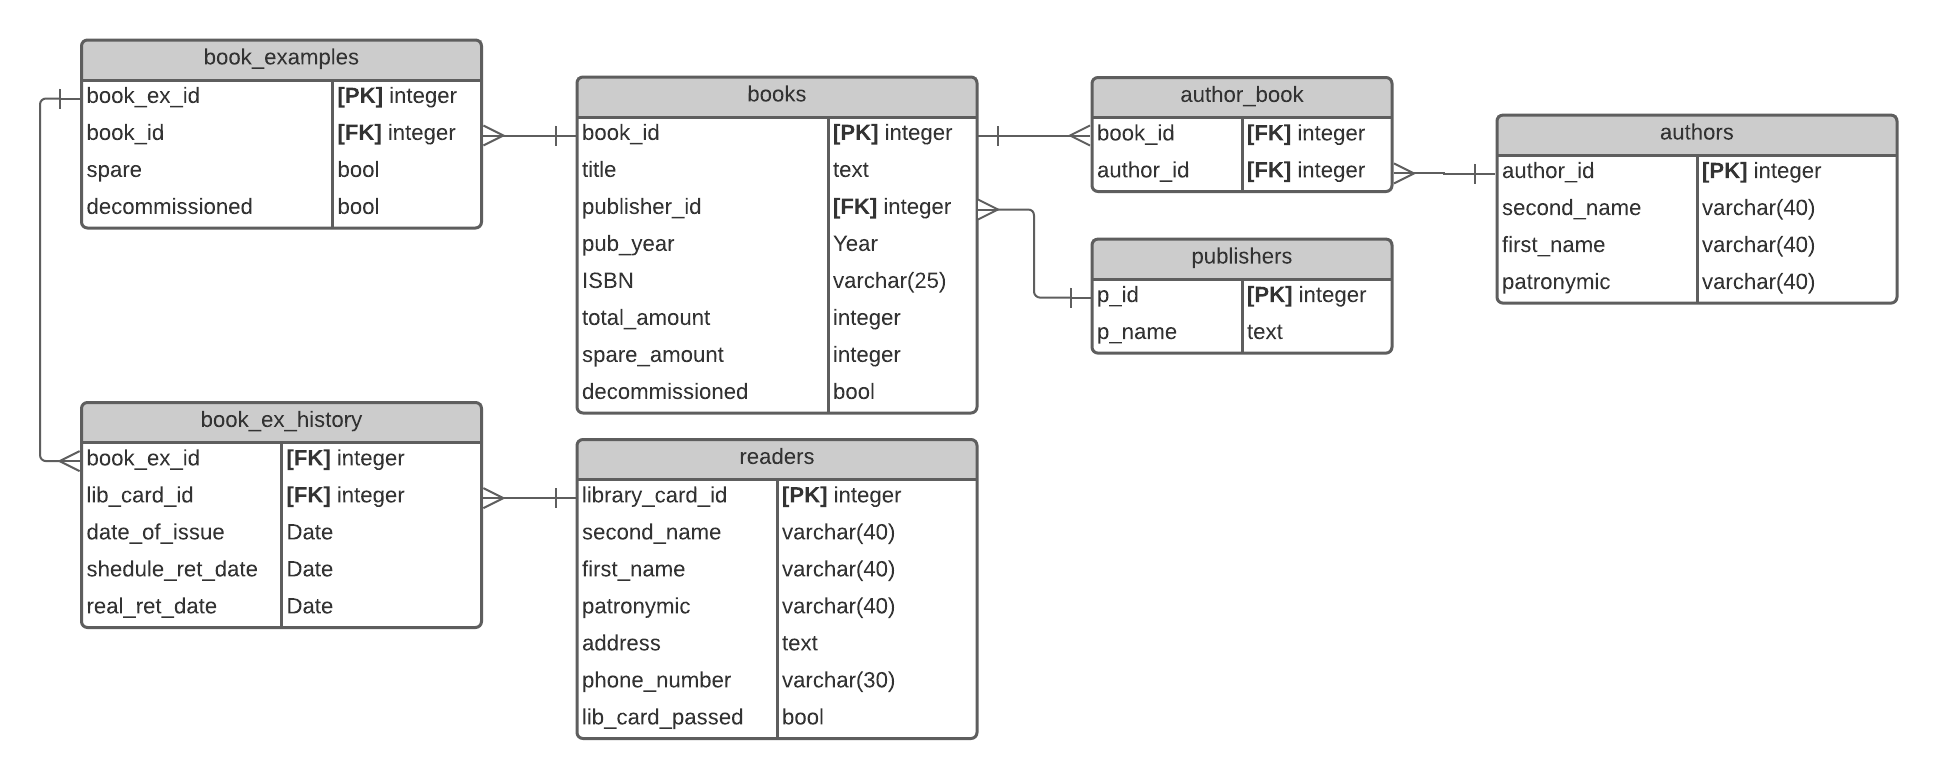 book_examples
book_ex_id [PK] integer
book_id [FK] integer
spare bool
decommissioned bool
books
book_id [PK] integer
title text
publisher_id [FK] integer
pub_year Year
ISBN varchar(25)
total_amount integer
spare_amount integer
decommissioned bool
author_book
book_id [FK] integer
author_id [FK] integer
authors
author_id [PK] integer
second_name varchar(40)
first_name varchar(40)
patronymic varchar(40)
publishers
p_id [PK] integer
p_name text
book_ex_history
book_ex_id [FK] integer
lib_card_id [FK] integer
date_of_issue Date
shedule_ret_date Date
real_ret_date Date
readers
library_card_id [PK] integer
second_name varchar(40)
first_name varchar(40)
patronymic varchar(40)
address text
phone_number varchar(30)
lib_card_passed bool